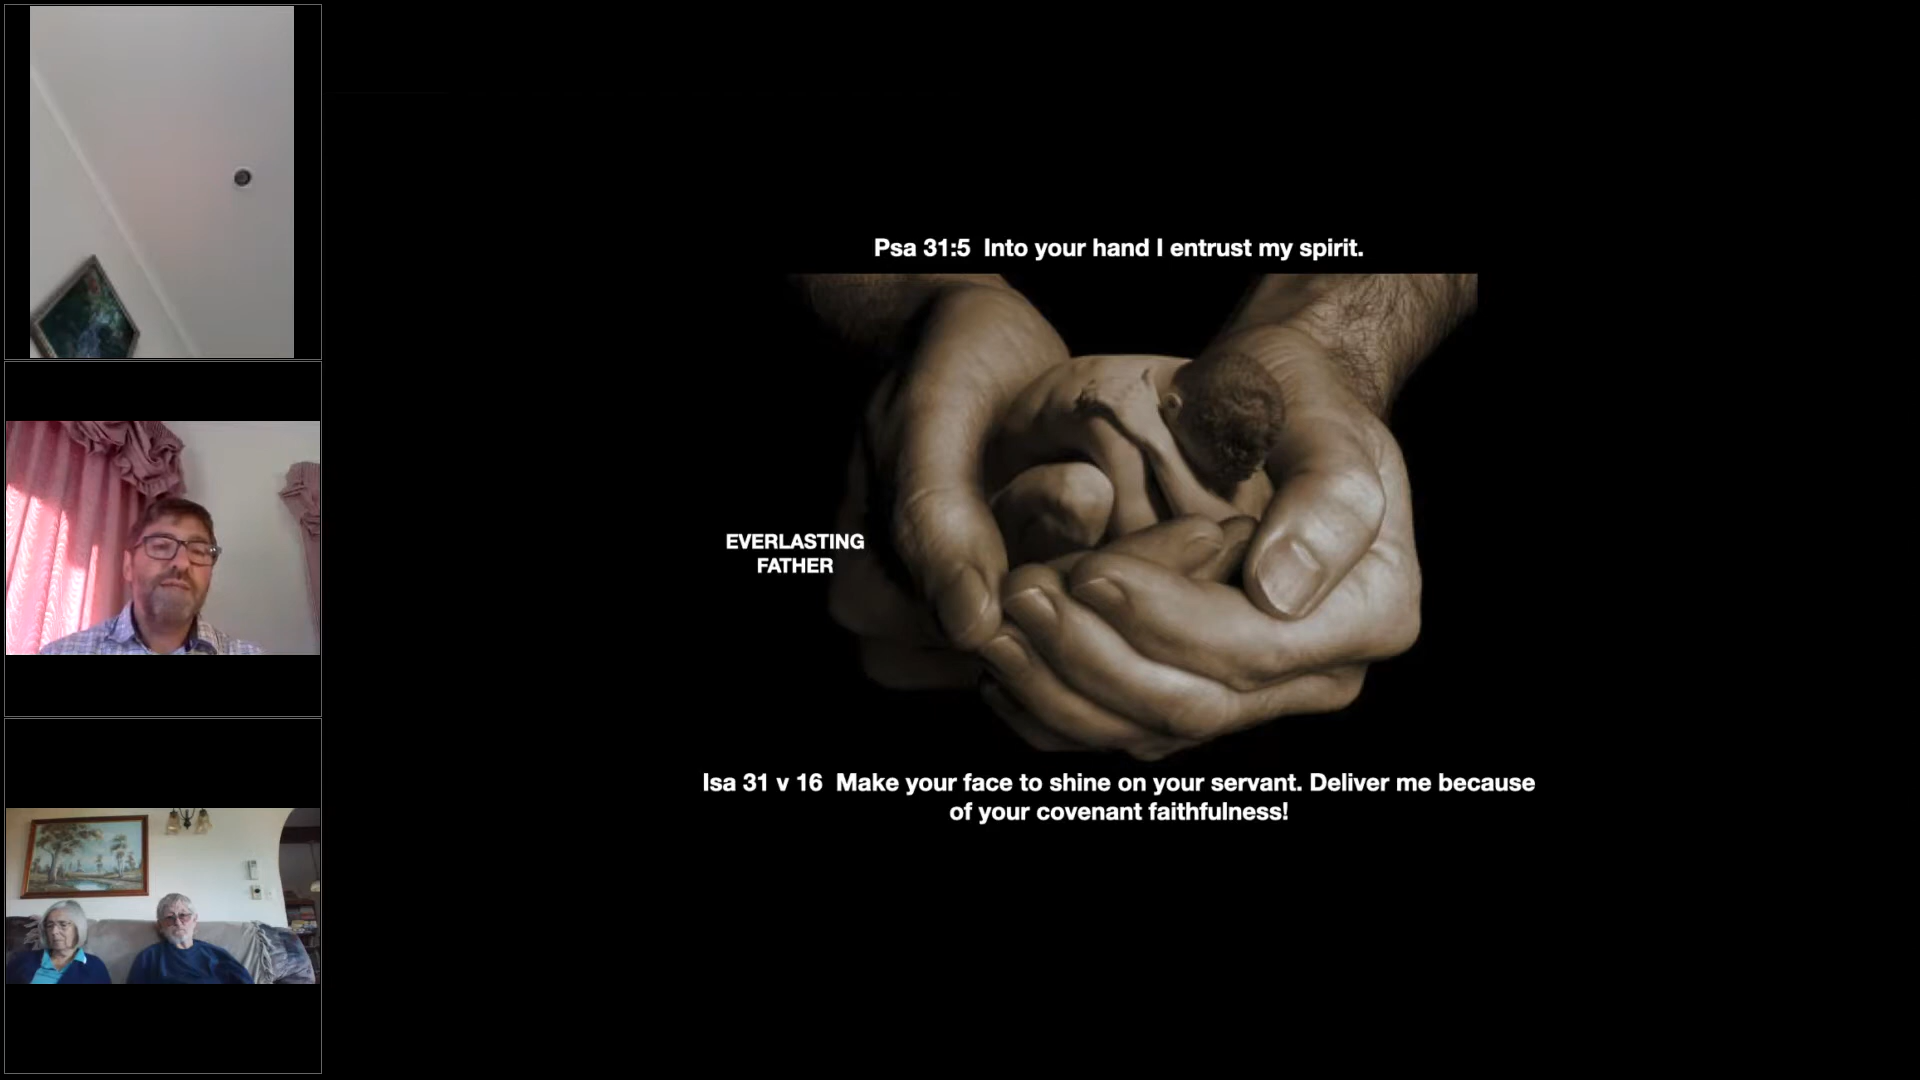 Psa 31:5  Into your hand I entrust my spirit.
EVERLASTING
FATHER
Isa 31 v 16  Make your face to shine on your servant. Deliver me because
of your covenant faithfulness!